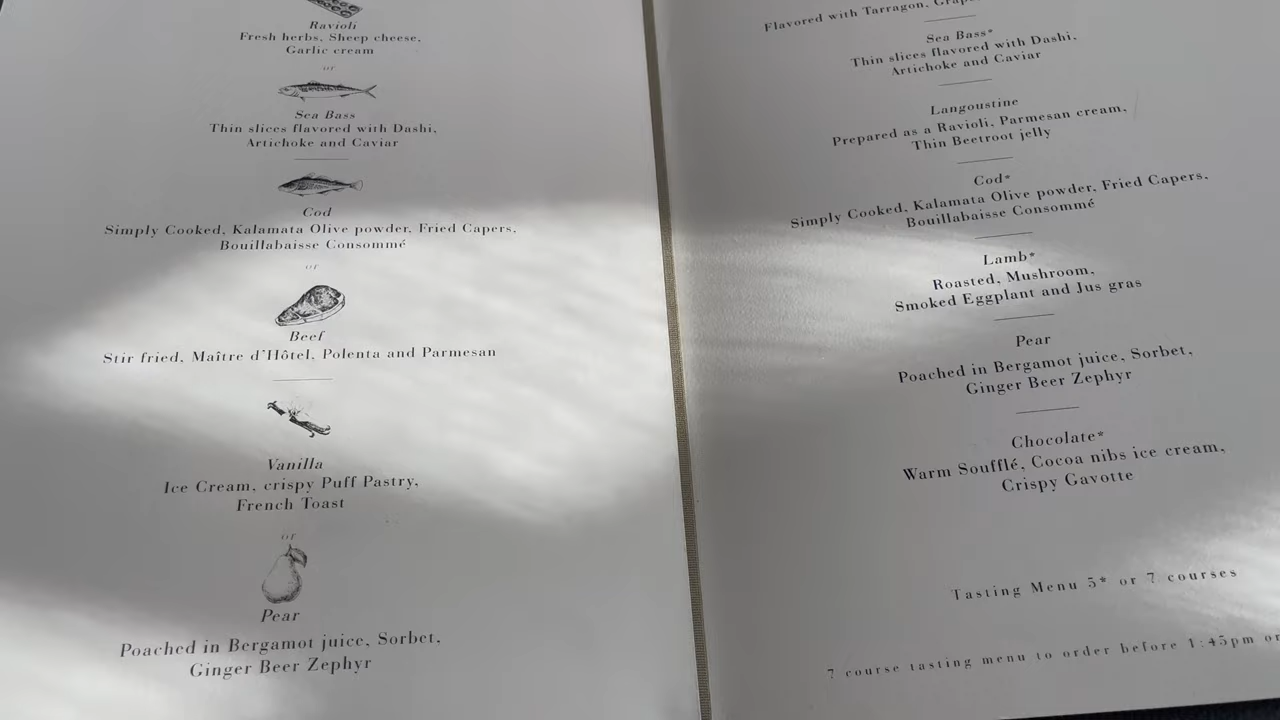 Ravioli
Fresh herbs, Sheep cheese,
Garlic cream
or
Sea Bass
Thin slices flavored with Dashi,
Artichoke and Caviar
Cod
Simply Cooked, Kalamata Olive powder, Fried Capers,
Bouillabaisse Consommé
or
Beef
Stir fried, Maître d'Hôtel, Polenta and Parmesan
Vanilla
Ice Cream, crispy Puff Pastry,
French Toast
or
Pear
Poached in Bergamot juice, Sorbet,
Ginger Beer Zephyr
Flavored with Tarragon,
Sea Bass*
Thin slices flavored with Dashi,
Artichoke and Caviar
Langoustine
Prepared as a Ravioli, Parmesan cream,
Thin Beetroot jelly
Cod*
Simply Cooked, Kalamata Olive powder, Fried Capers,
Bouillabaisse Consommé
Lamb*
Roasted, Mushroom,
Smoked Eggplant and Jus gras
Pear
Poached in Bergamot juice, Sorbet,
Ginger Beer Zephyr
Chocolate*
Warm Soufflé, Cocoa nibs ice cream,
Crispy Gavotte
Tasting Menu 5* or 7 courses
7 course tasting menu to order before 1:45pm or